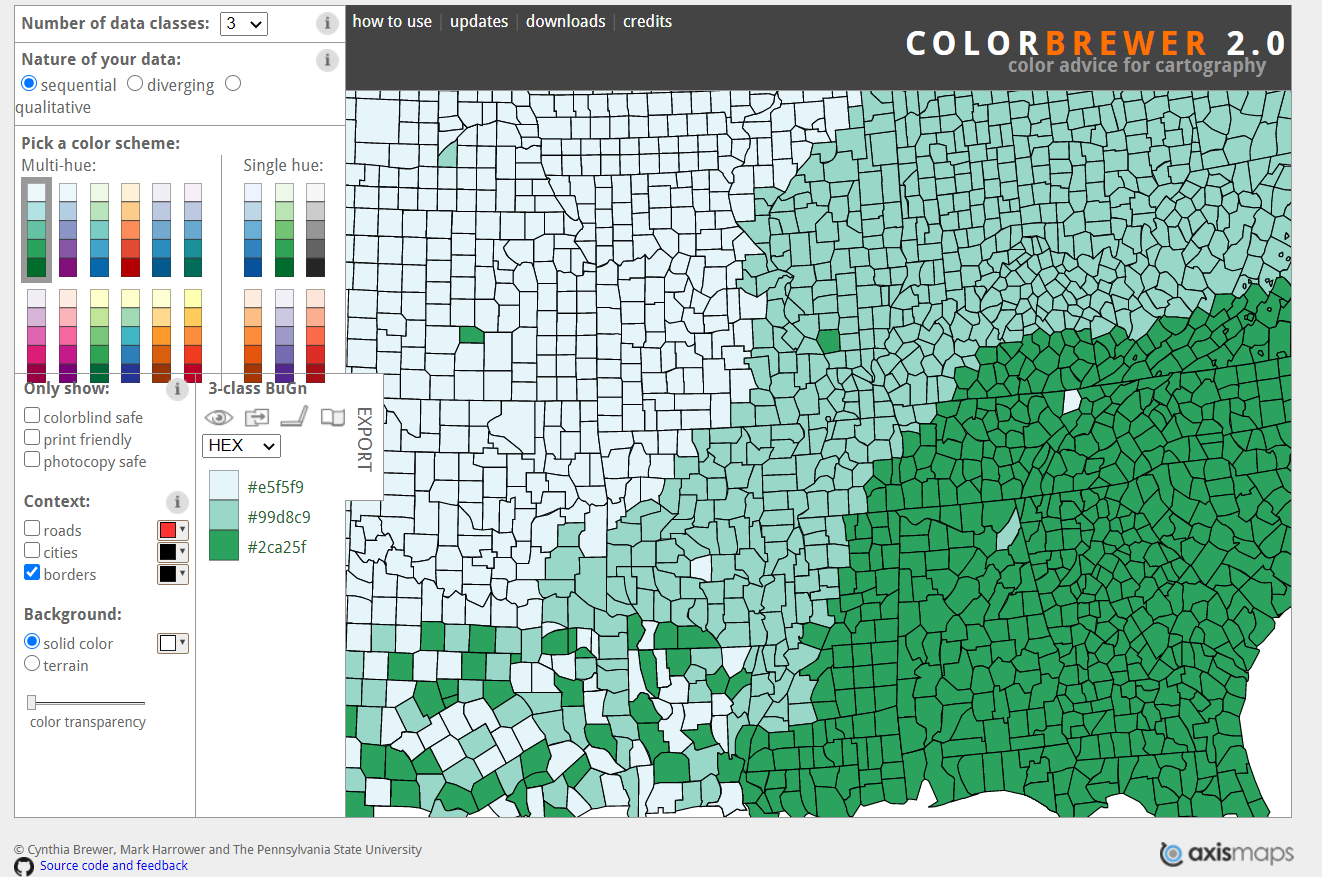 Number of data classes: 3 i
how to use | updates | downloads | credits
COLORBREWER 2.0
color advice for cartography
Nature of your data: i
sequential diverging
qualitative
Pick a color scheme:
Multi-hue: Single hue:
Only show: i
colorblind safe
print friendly
photocopy safe
Context: i
roads
cities
borders
Background:
solid color
terrain
color transparency
3-class BuGn
EXPORT
HEX
#e5f5f9
#99d8c9
#2ca25f
© Cynthia Brewer, Mark Harrower and The Pennsylvania State University
Source code and feedback
axismaps